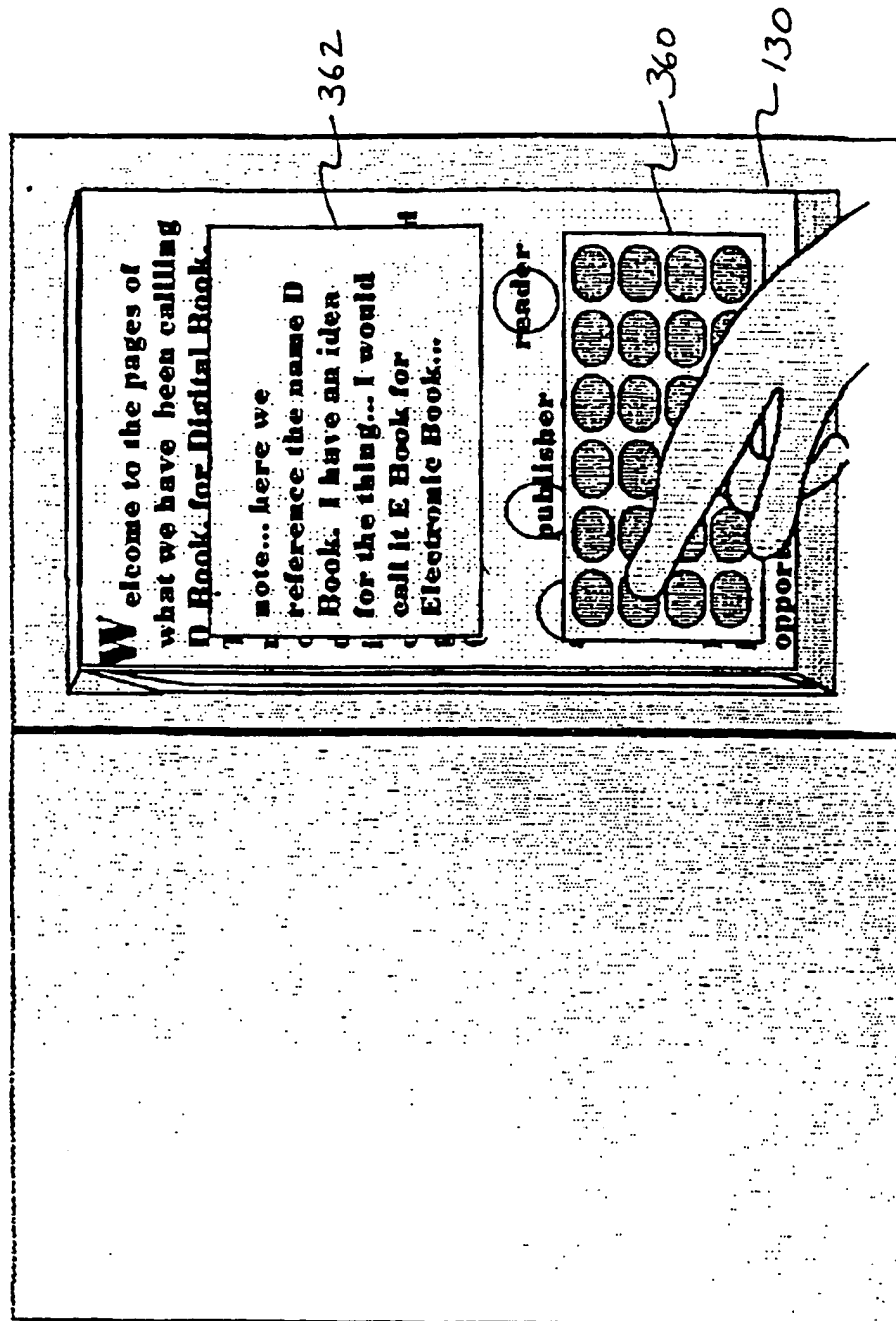 Welcome to the pages of
what we have been callling
D Book, for Digital Book.
note... here we
reference the name D
Book. I have an idea
for the thing... I would
call it E Book for
Electronic Book...
publisher
reader
362
360
130